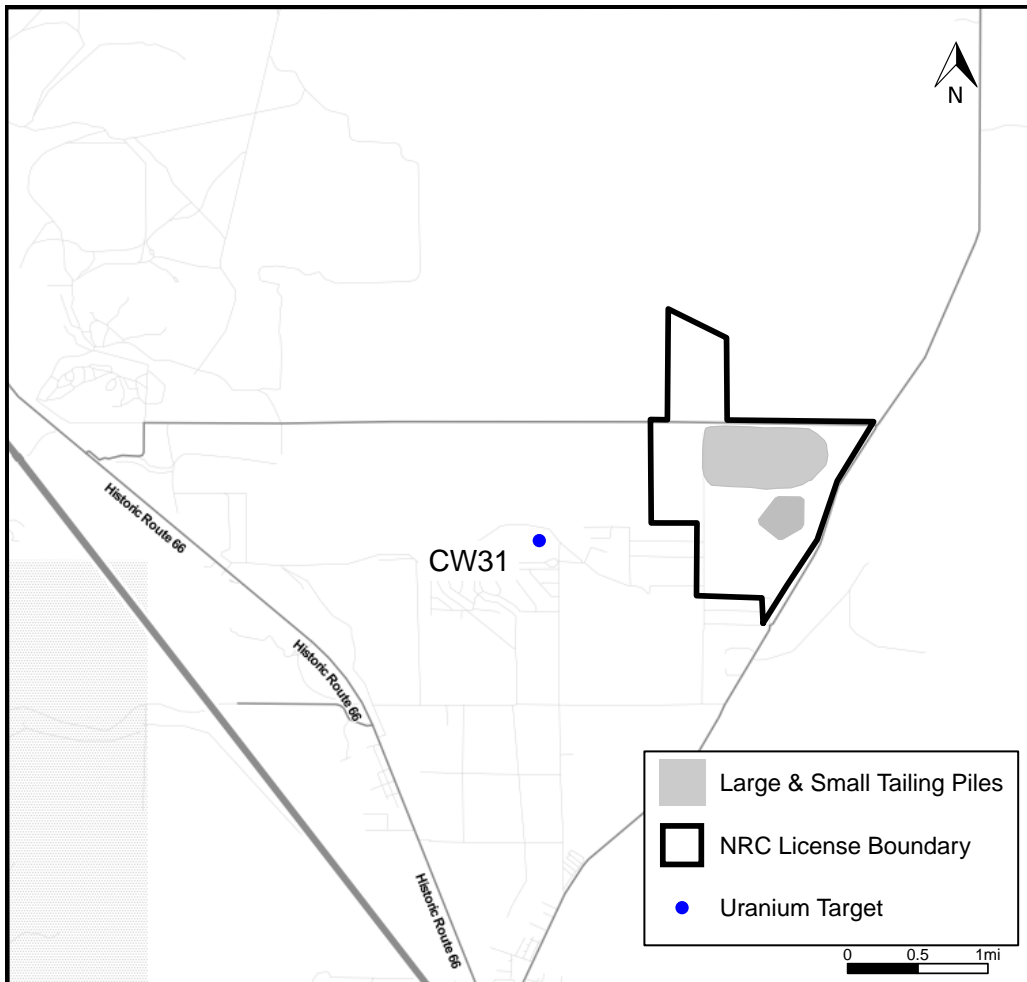 N
Historic Route 66
CW31
Historic Route 66
Large & Small Tailing Piles
NRC License Boundary
Historic Route 66
Uranium Target
0 0.5 1mi